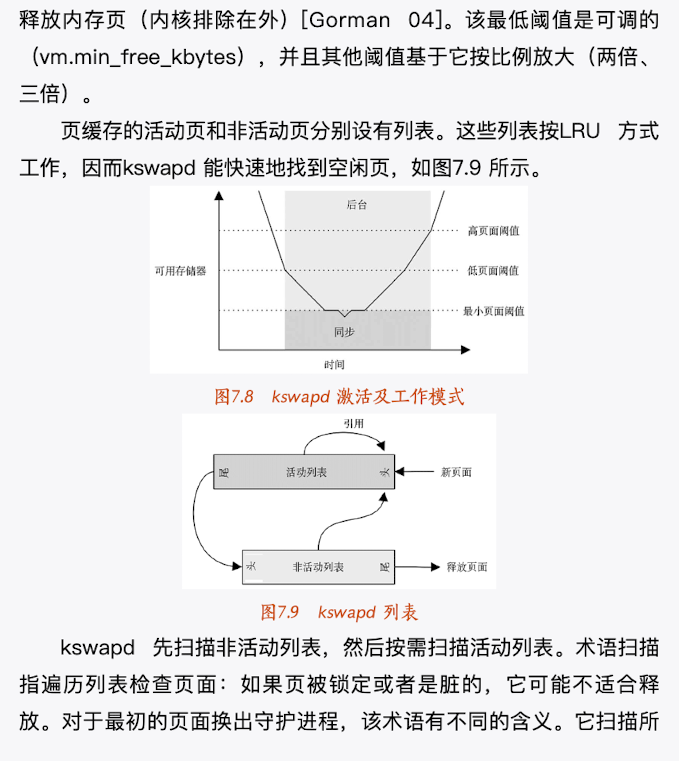 释放内存页（内核排除在外）[Gorman 04]。该最低阈值是可调的
（vm.min_free_kbytes），并且其他阈值基于它按比例放大（两倍、
三倍）。
页缓存的活动页和非活动页分别设有列表。这些列表按LRU 方式
工作，因而kswapd 能快速地找到空闲页，如图7.9 所示。
后台
高页面阈值
可用存储器
低页面阈值
最小页面阈值
同步
时间
图7.8 kswapd 激活及工作模式
引用
尾 活动列表 头 新页面
头 非活动列表 尾 释放页面
图7.9 kswapd 列表
kswapd 先扫描非活动列表，然后按需扫描活动列表。术语扫描
指遍历列表检查页面：如果页被锁定或者是脏的，它可能不适合释
放。对于最初的页面换出守护进程，该术语有不同的含义。它扫描所